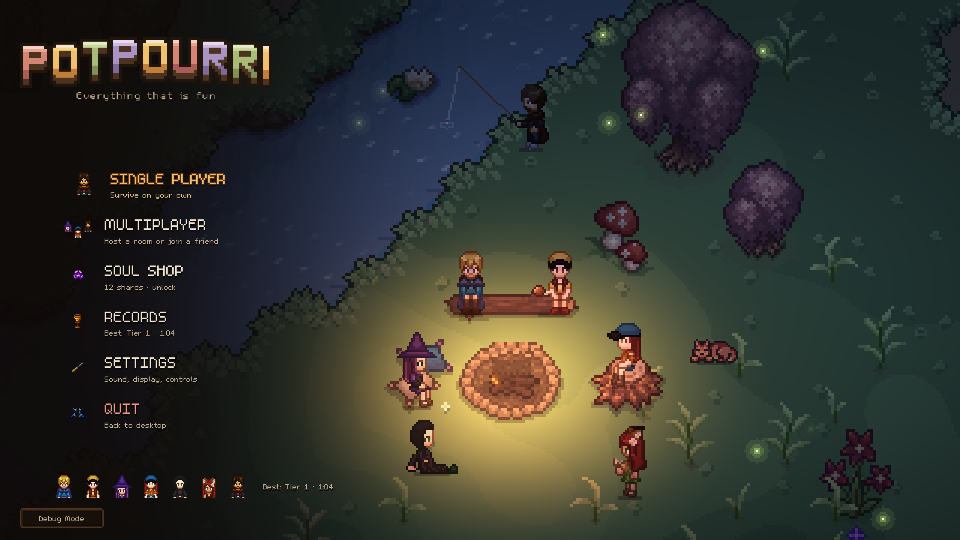 POTPOURRI
Everything that is fun
SINGLE PLAYER
Survive on your own
MULTIPLAYER
Host a room or join a friend
SOUL SHOP
12 shares · unlock
RECORDS
Best: Tier 1 · 1:04
SETTINGS
Sound, display, controls
QUIT
Back to desktop
Best: Tier 1 · 1:04
Debug Mode